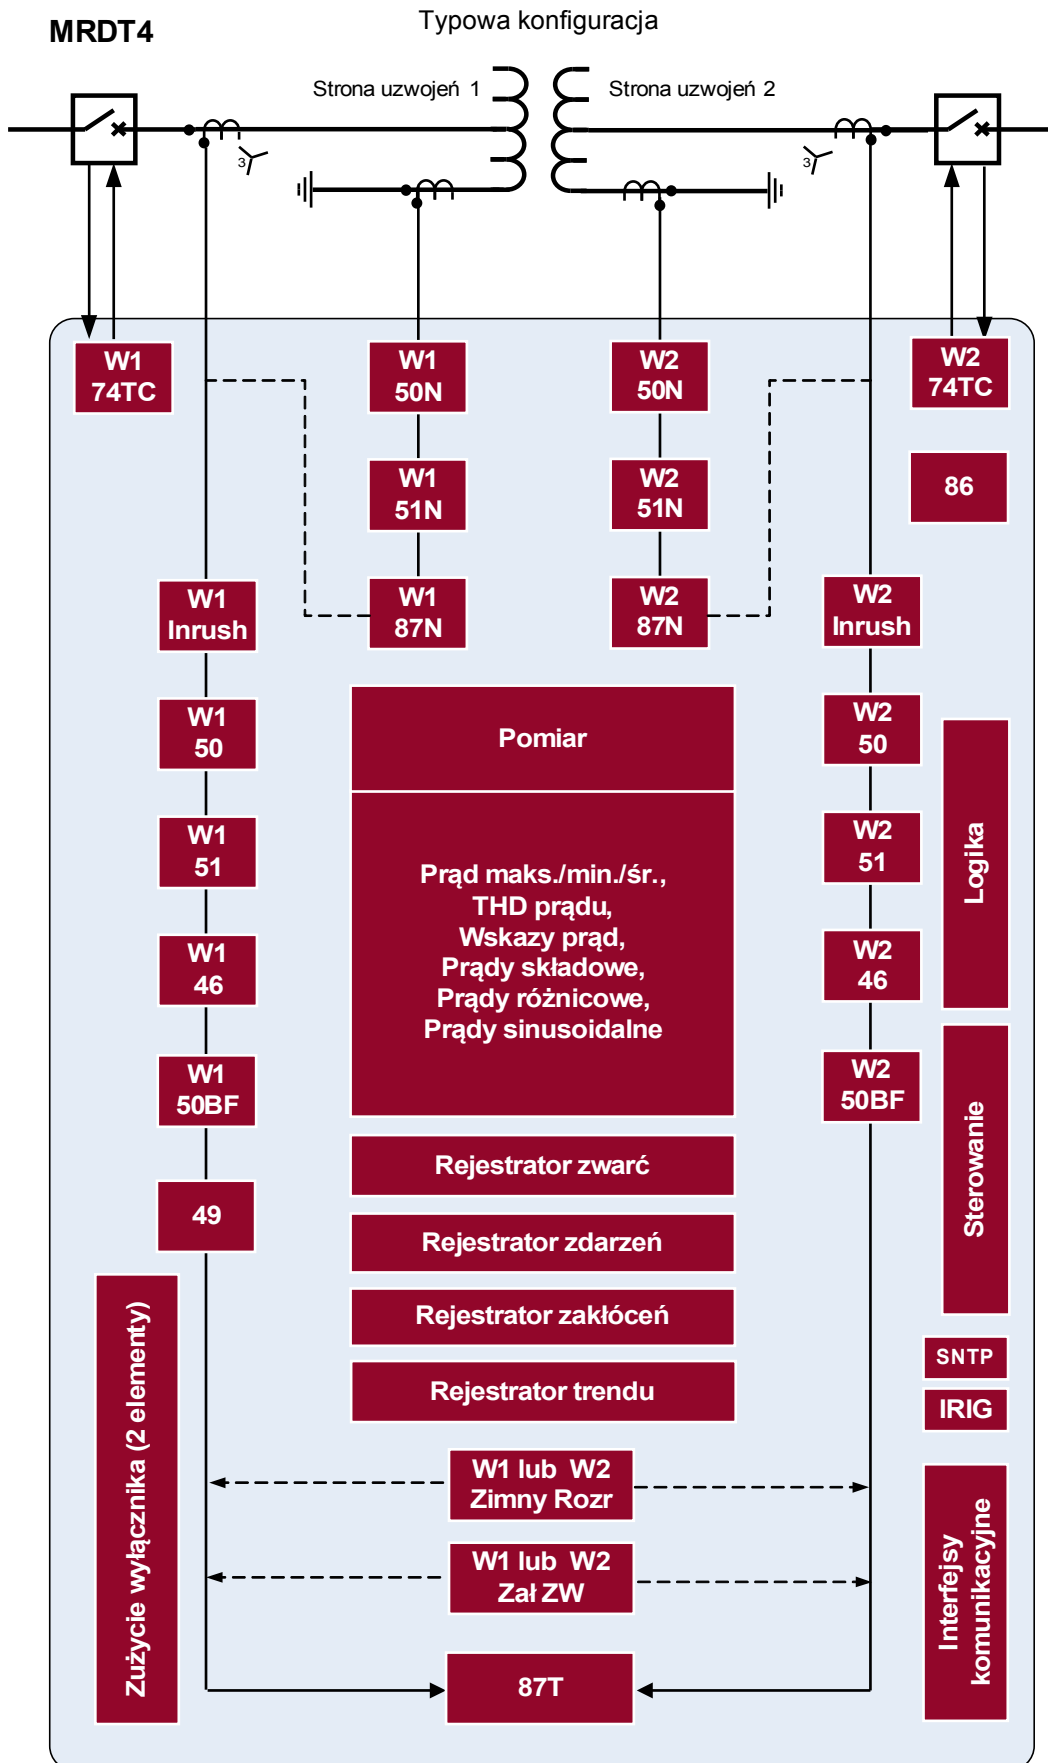 MRDT4
Typowa konfiguracja
Strona uzwojeń 1
Strona uzwojeń 2
3
3
W1
74TC
W1
50N
W2
50N
W2
74TC
W1
51N
W2
51N
86
W1
Inrush
W1
87N
W2
87N
W2
Inrush
W1
50
Pomiar
W2
50
W1
51
Prąd maks./min./śr.,
THD prądu,
Wskazy prąd,
Prądy składowe,
Prądy różnicowe,
Prądy sinusoidalne
W2
51
Logika
W1
46
W2
46
W1
50BF
W2
50BF
Sterowanie
Rejestrator zwarć
49
Rejestrator zdarzeń
Rejestrator zakłóceń
Rejestrator trendu
Zużycie wyłącznika (2 elementy)
SNTP
IRIG
W1 lub W2
Zimny Rozr
W1 lub W2
Zał ZW
Interfejsy
komunikacyjne
87T